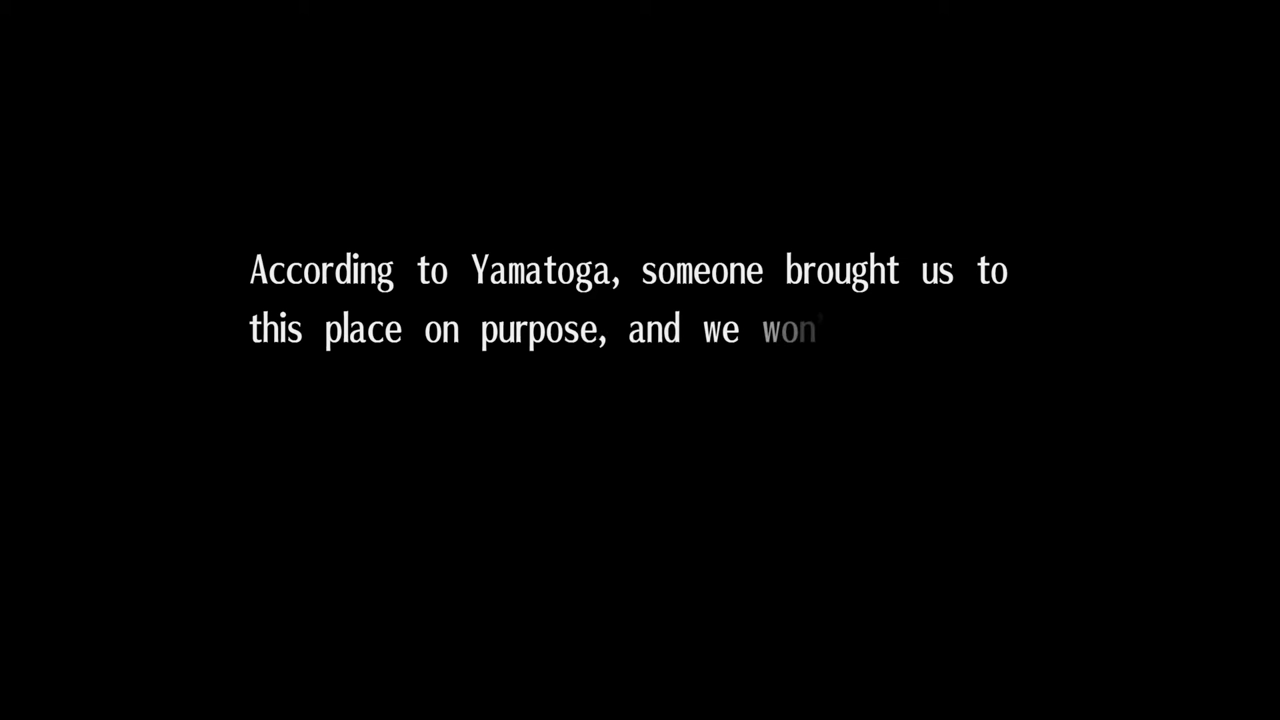 According to Yamatoga, someone brought us to
this place on purpose, and we won'